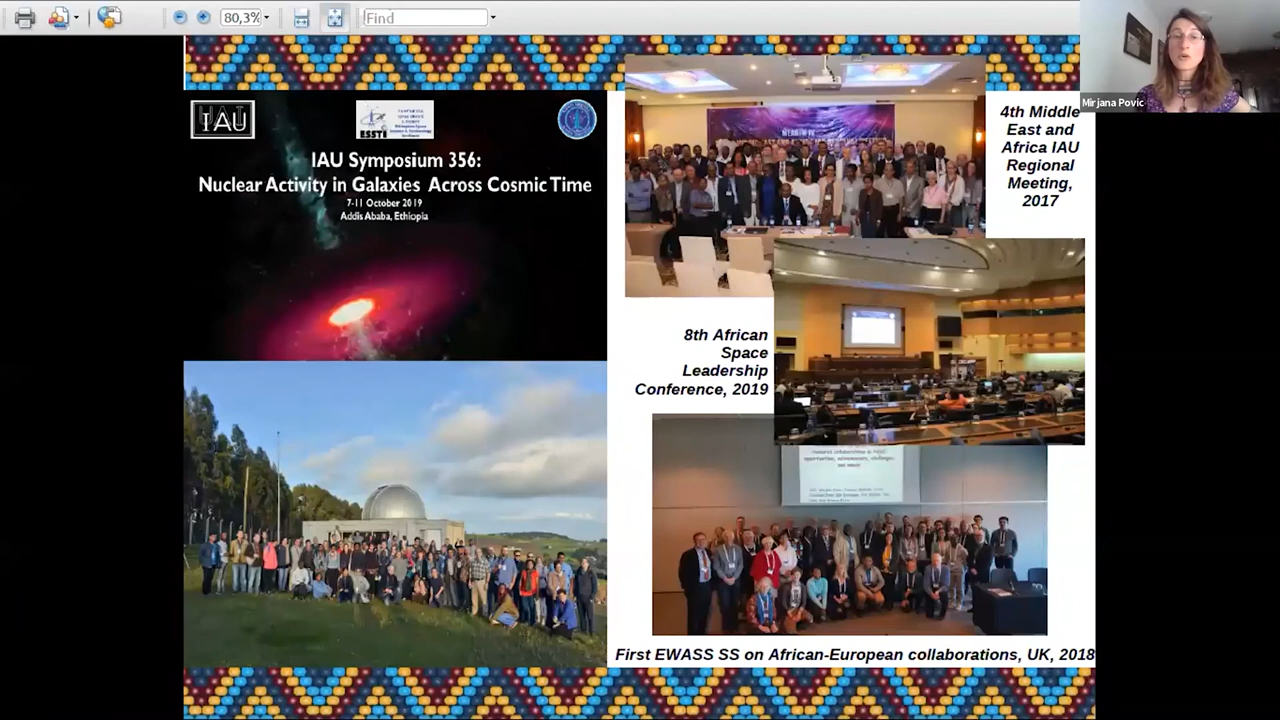 80,3%
Find
Mirjana Povic
IAU
ESSTI
IAU Symposium 356:
Nuclear Activity in Galaxies Across Cosmic Time
7-11 October 2019
Addis Ababa, Ethiopia
4th Middle
East and
Africa IAU
Regional
Meeting,
2017
8th African
Space
Leadership
Conference, 2019
First EWASS SS on African-European collaborations, UK, 2018